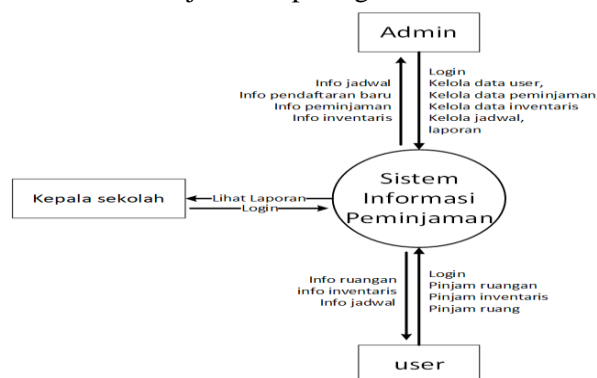 Admin
Info jadwal
Info pendaftaran baru
Info peminjaman
Info inventaris
Login
Kelola data user,
Kelola data peminjaman
Kelola data inventaris
Kelola jadwal,
laporan
Kepala sekolah
Lihat Laporan
Login
Sistem
Informasi
Peminjaman
Info ruangan
info inventaris
Info jadwal
Login
Pinjam ruangan
Pinjam inventaris
Pinjam ruang
user